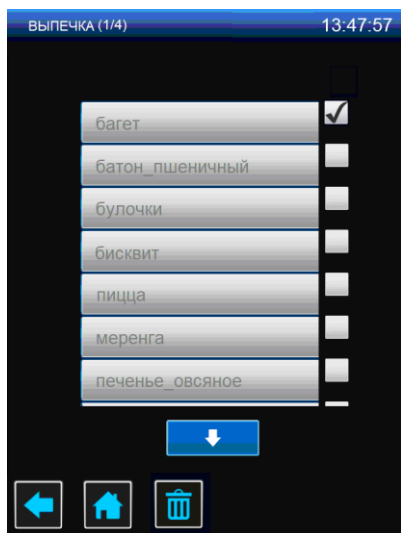 ВЫПЕЧКА (1/4) 13:47:57
багет
батон_пшеничный
булочки
бисквит
пицца
меренга
печенье_овсяное